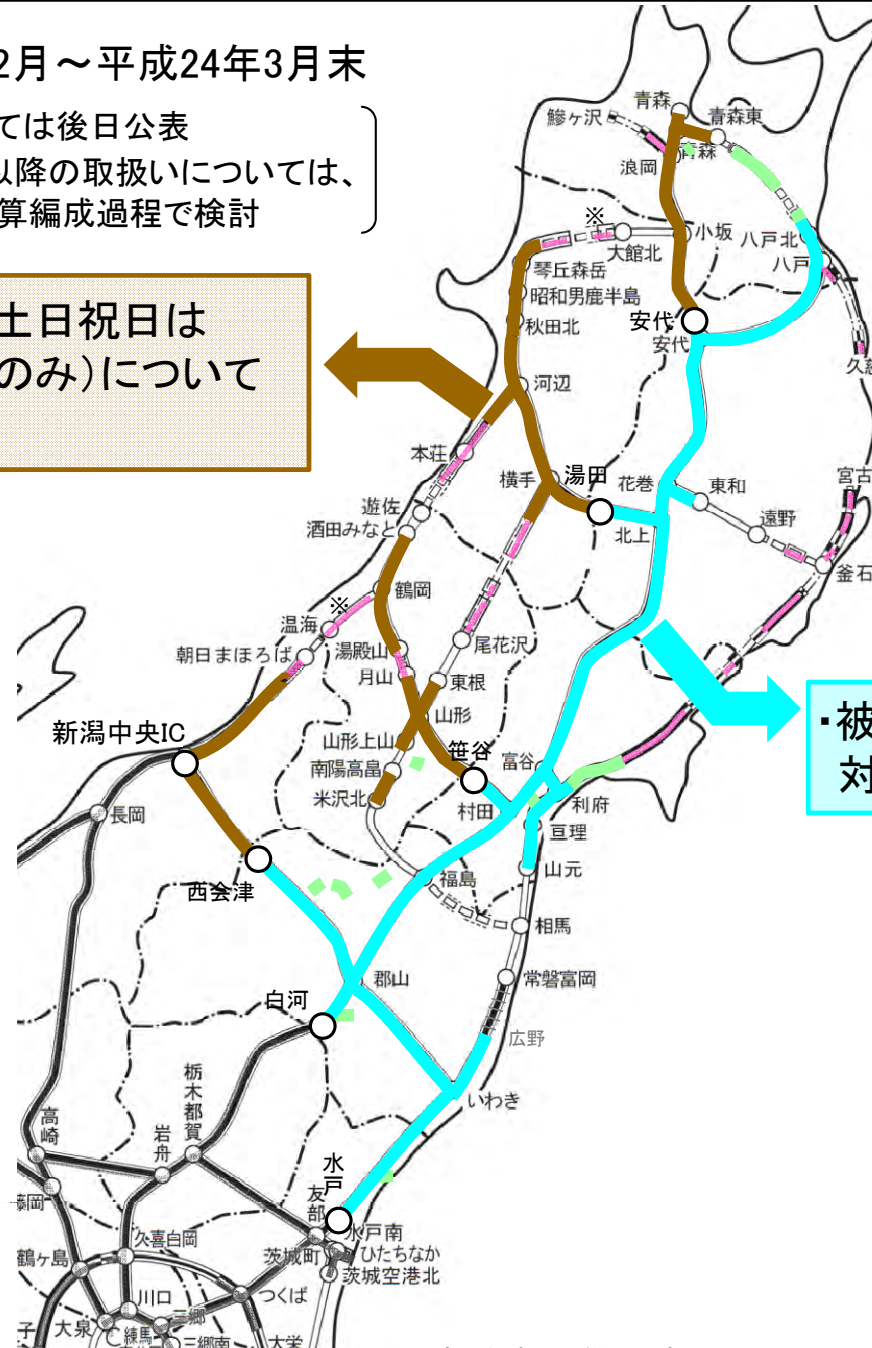 2月～平成24年3月末
ては後日公表
以降の取扱いについては、
算編成過程で検討
土日祝日は
のみ）について
・被
対
青森
青森東
鰺ヶ沢
浪岡
青森
※
小坂
大館北
八戸北
八戸
琴丘森岳
昭和男鹿半島
秋田北
安代
安代
久慈
河辺
本荘
横手
湯田
花巻
東和
宮古
遊佐
酒田みなと
北上
遠野
釜石
鶴岡
※
温海
朝日まほろば
湯殿山
月山
尾花沢
東根
新潟中央IC
山形
山形上山
笹谷
富谷
南陽高畠
米沢北
村田
利府
亘理
長岡
山元
西会津
福島
相馬
郡山
常磐富岡
白河
広野
いわき
栃木都賀
高崎
岩舟
水戸
友部
水戸南
藤岡
久喜白岡
茨城町
ひたちなか
鶴ヶ島
茨城空港北
川口
つくば
三郷
子
大泉
練馬
三郷南
大栄